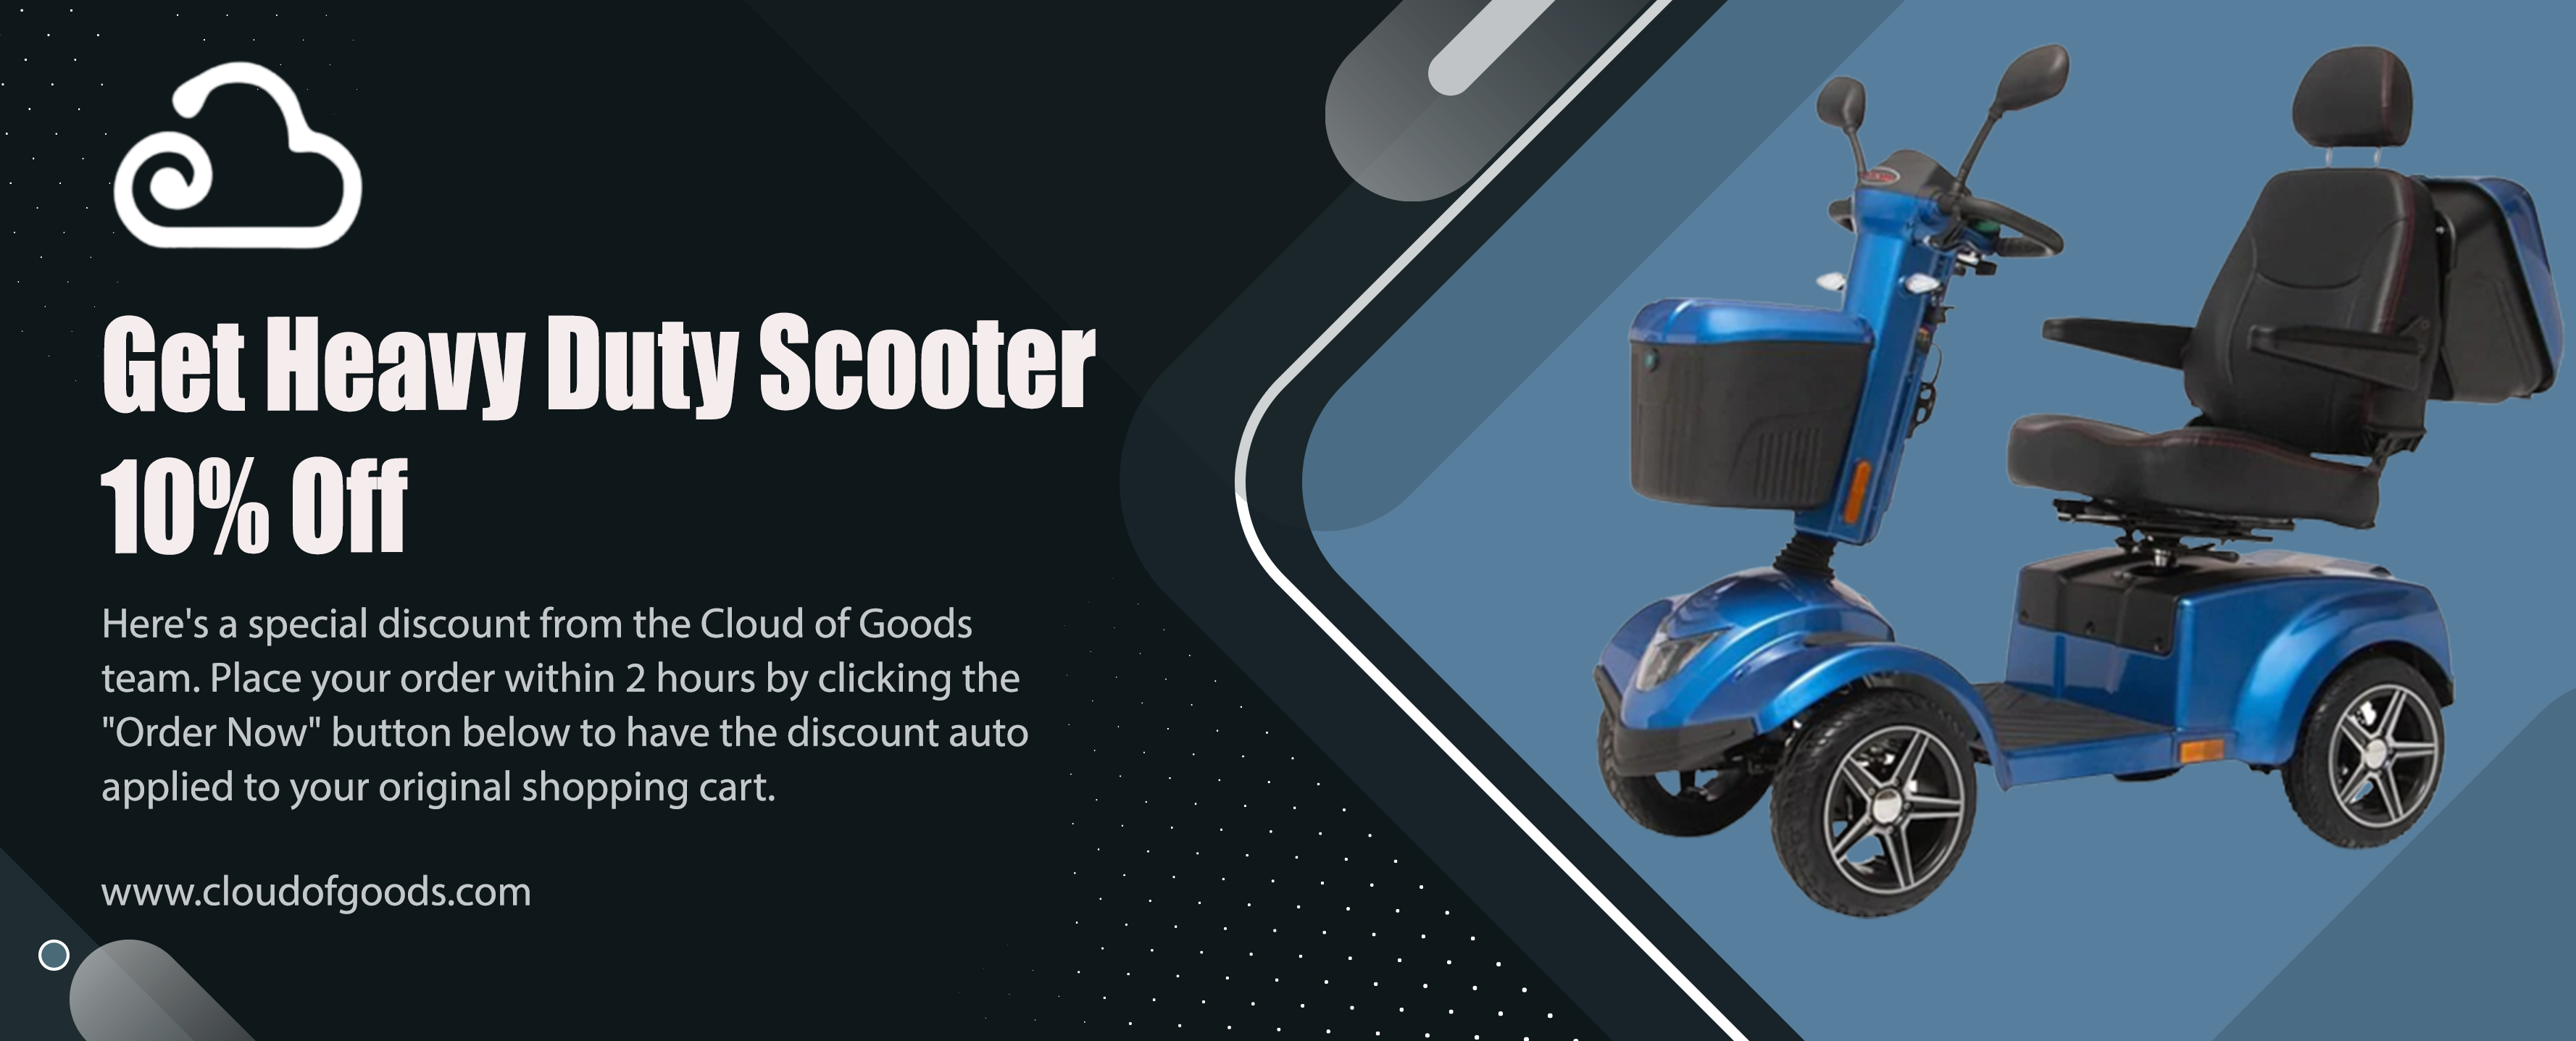 Get Heavy Duty Scooter
10% Off
Here's a special discount from the Cloud of Goods
team. Place your order within 2 hours by clicking the
"Order Now" button below to have the discount auto
applied to your original shopping cart.
www.cloudofgoods.com